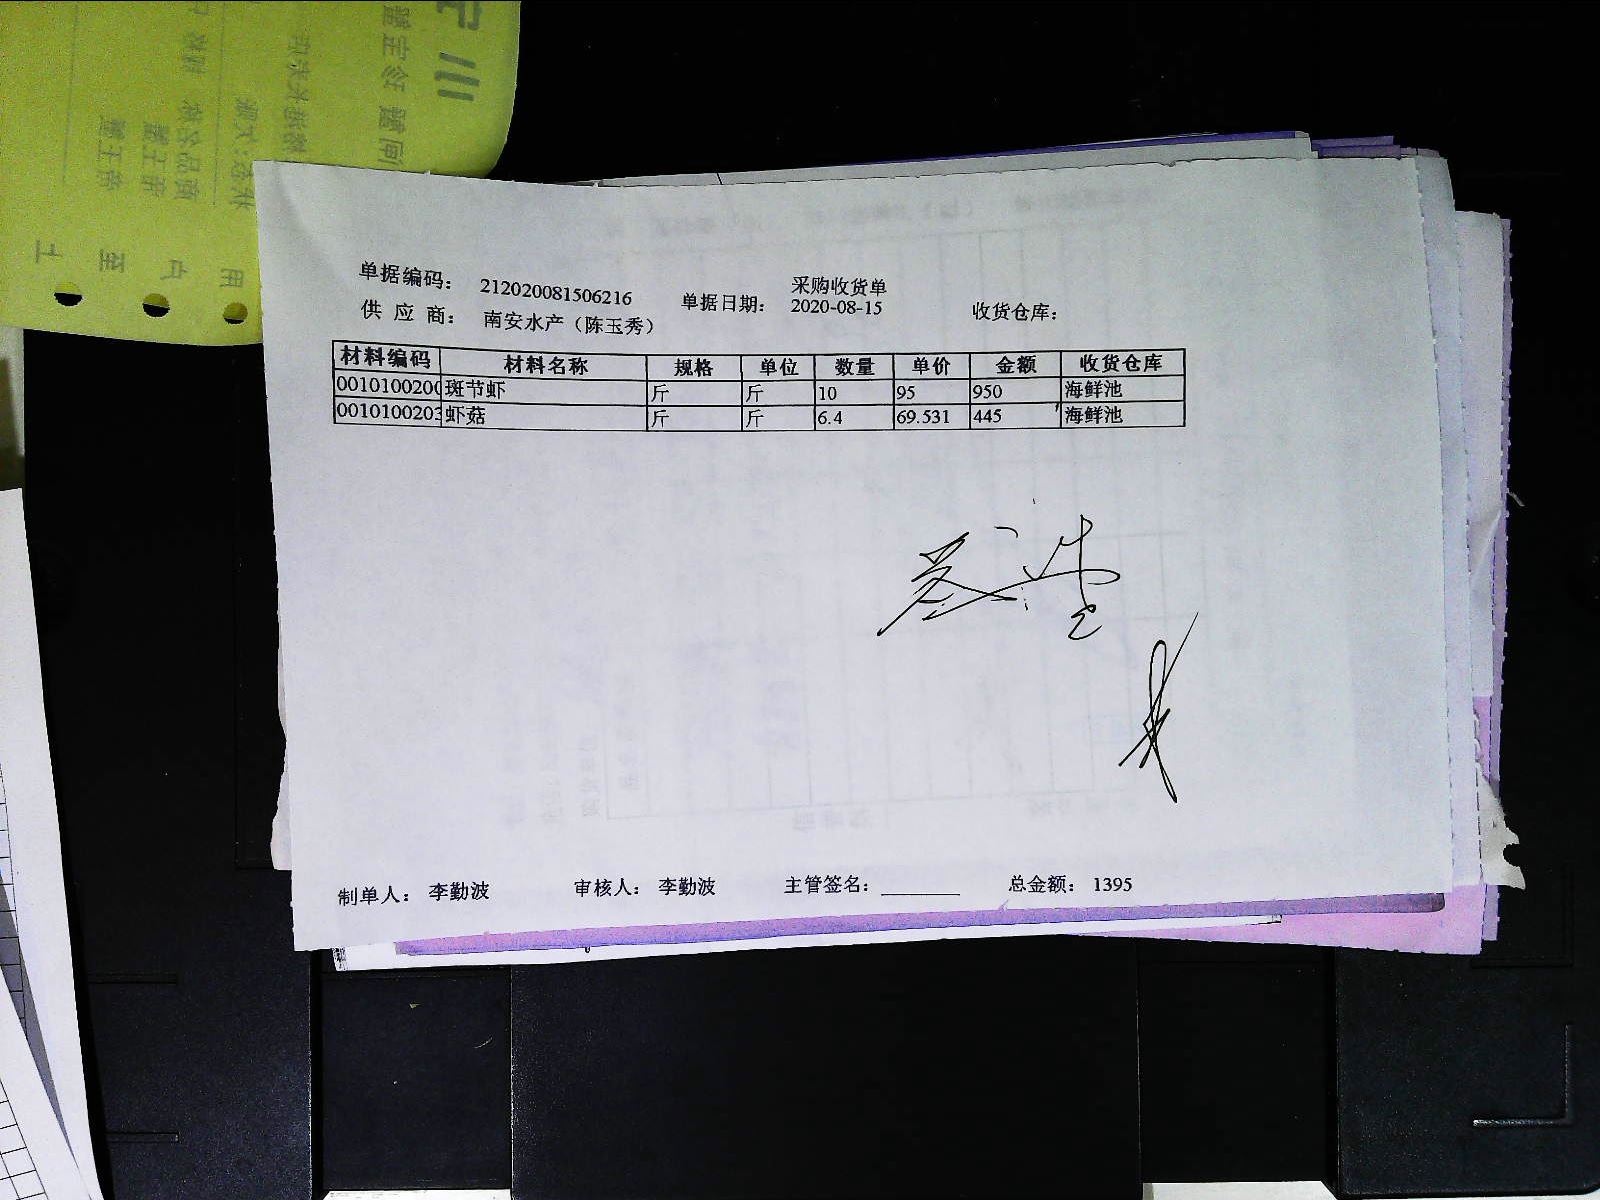 采购收货单
单据编码： 212020081506216 单据日期： 2020-08-15 收货仓库：
供 应 商： 南安水产（陈玉秀）
材料编码 材料名称 规格 单位 数量 单价 金额 收货仓库
0010100200 斑节虾 斤 斤 10 95 950 海鲜池
001010020 虾菇 斤 斤 6.4 69.531 445 海鲜池
制单人： 李勤波 审核人： 李勤波 主管签名： 总金额： 1395